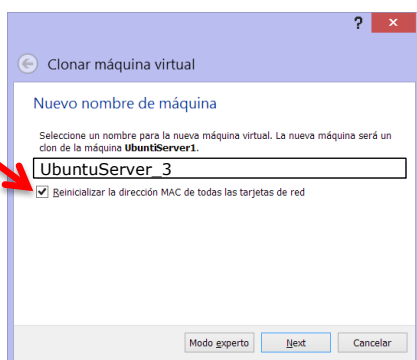 ?
Clonar máquina virtual
Nuevo nombre de máquina
Seleccione un nombre para la nueva máquina virtual. La nueva máquina será un
clon de la máquina UbuntiServer1.
UbuntuServer_3
Reinicializar la dirección MAC de todas las tarjetas de red
Modo experto Next Cancelar